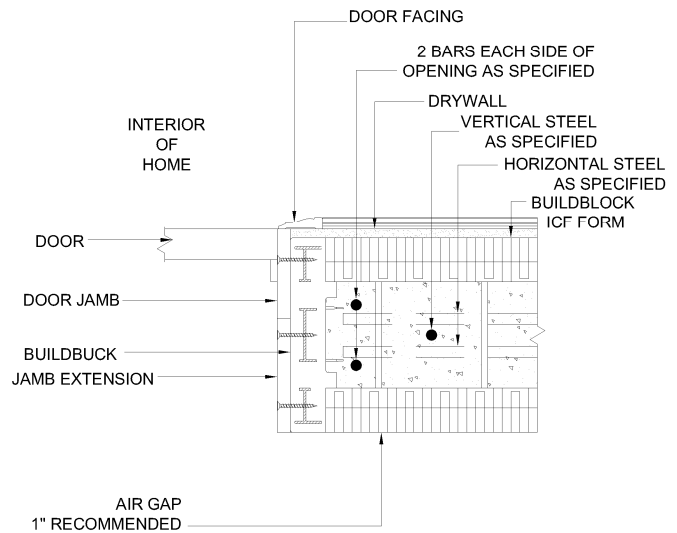 DOOR FACING
2 BARS EACH SIDE OF
OPENING AS SPECIFIED
DRYWALL
VERTICAL STEEL
AS SPECIFIED
HORIZONTAL STEEL
AS SPECIFIED
BUILDBLOCK
ICF FORM
INTERIOR
OF
HOME
DOOR
DOOR JAMB
BUILDBUCK
JAMB EXTENSION
AIR GAP
1" RECOMMENDED